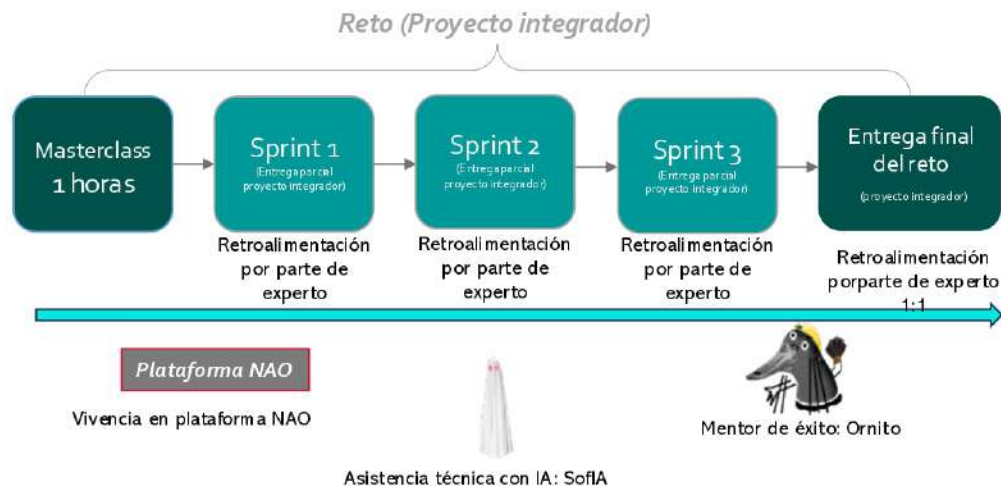 Reto (Proyecto integrador)
Masterclass
1 horas
Sprint 1
(Entrega parcial
proyecto integrador)
Sprint 2
(Entrega parcial
proyecto integrador)
Sprint 3
(Entrega parcial
proyecto integrador)
Entrega final
del reto
(proyecto integrador)
Retroalimentación
por parte de
experto
Retroalimentación
por parte de
experto
Retroalimentación
por parte de
experto
Retroalimentación
porparte de experto
1:1
Plataforma NAO
Vivencia en plataforma NAO
Asistencia técnica con IA: SofIA
Mentor de éxito: Ornito